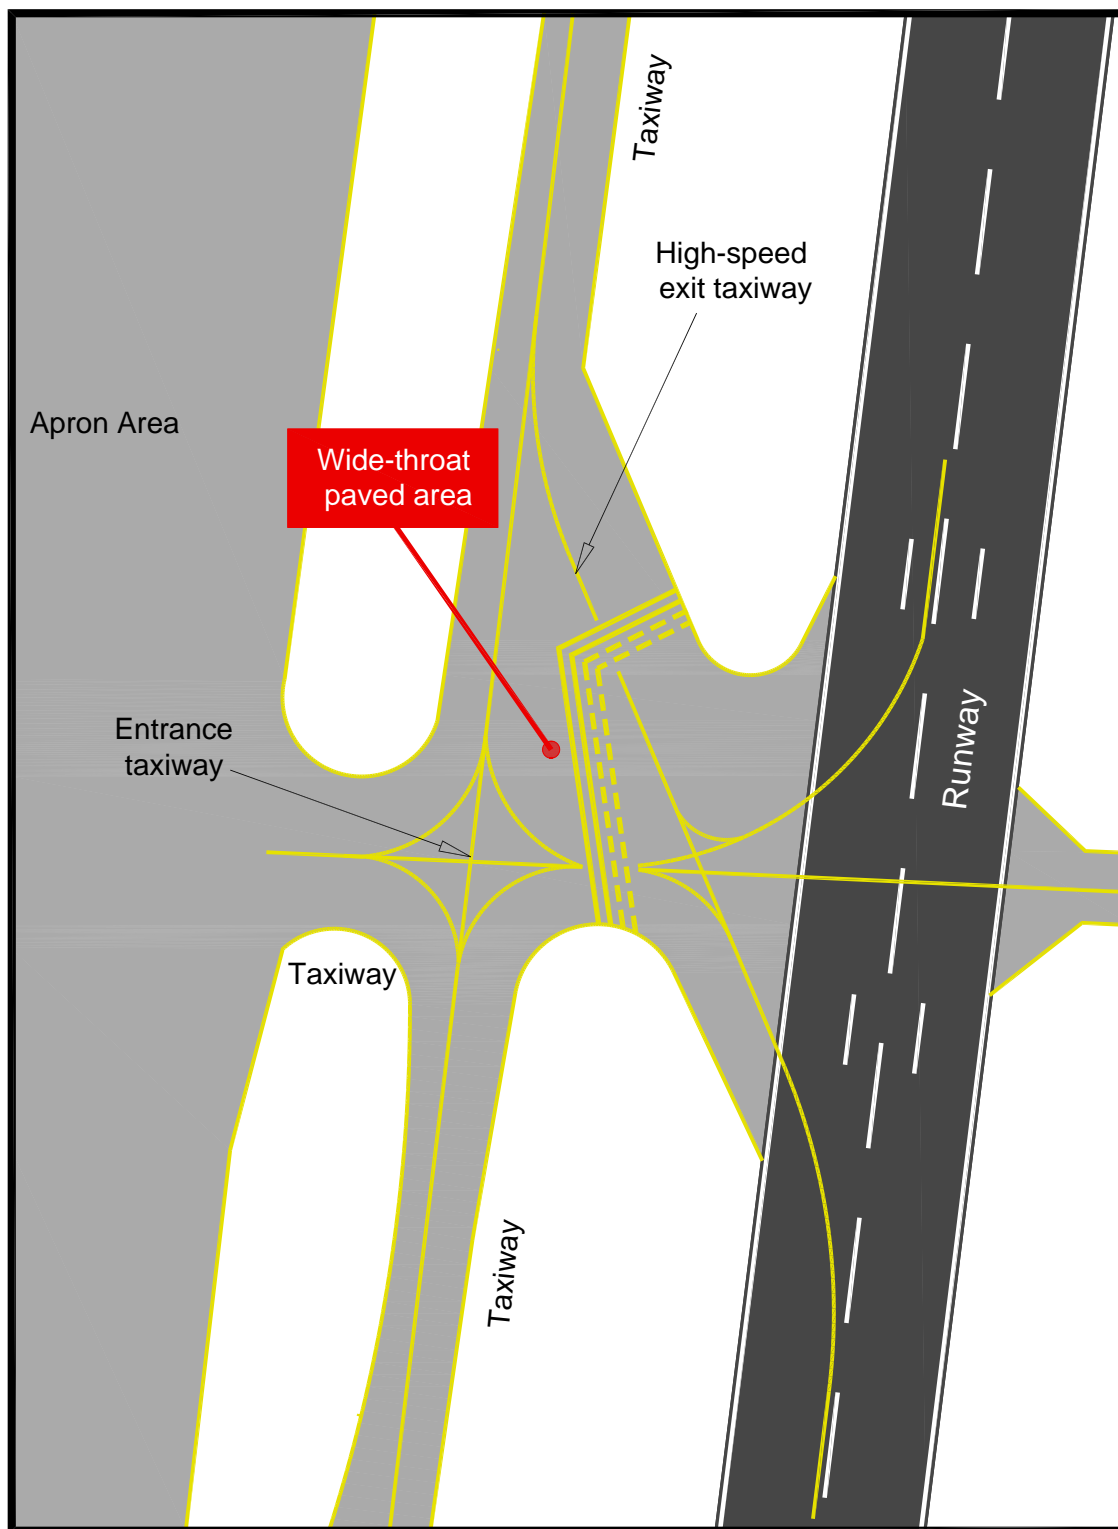 Taxiway
High-speed
exit taxiway
Apron Area
Wide-throat
paved area
Entrance
taxiway
Runway
Taxiway
Taxiway